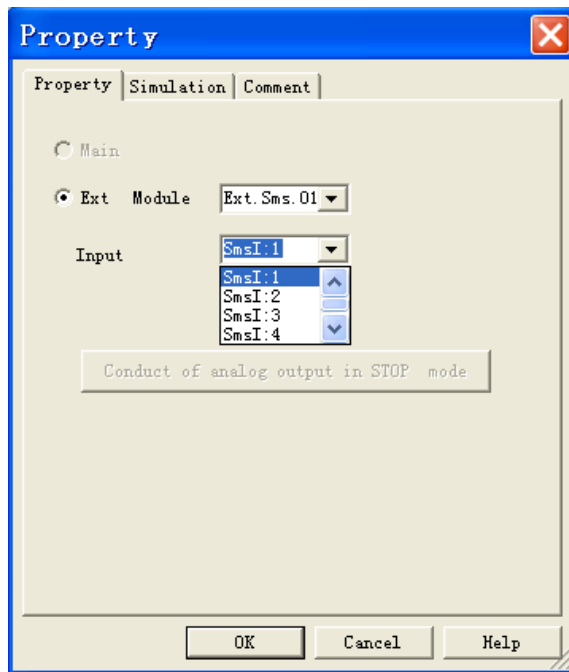 Property
Property Simulation Comment
Main
Ext Module Ext.Sms.01
Input SmsI:1
SmsI:1
SmsI:2
SmsI:3
SmsI:4
Conduct of analog output in STOP mode
OK Cancel Help